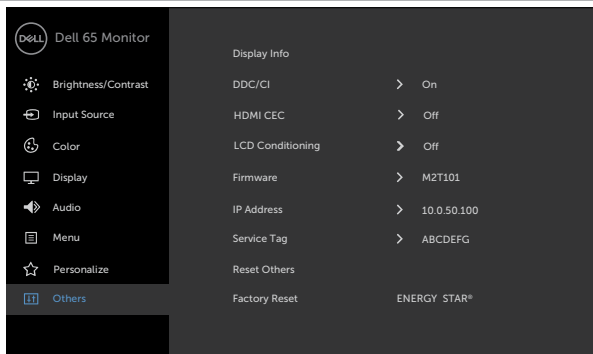 DELL Dell 65 Monitor
Brightness/Contrast
Input Source
Color
Display
Audio
Menu
Personalize
Others
Display Info
DDC/CI On
HDMI CEC Off
LCD Conditioning Off
Firmware M2T101
IP Address 10.0.50.100
Service Tag ABCDEFG
Reset Others
Factory Reset ENERGY STAR®